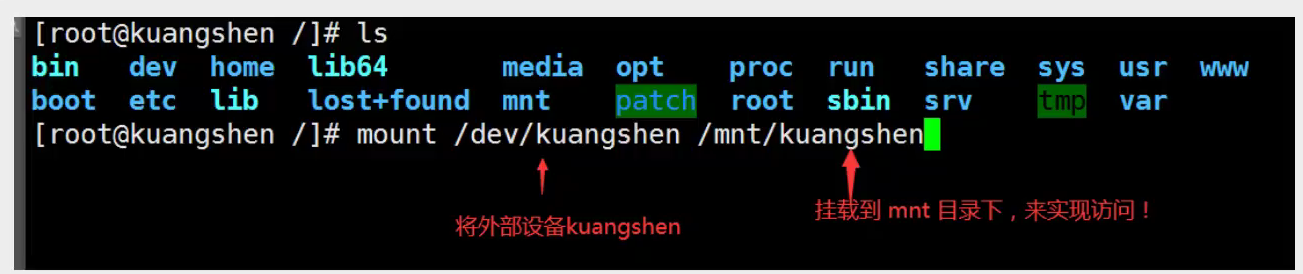 [root@kuangshen /]# ls
bin dev home lib64 media opt proc run share sys usr www
boot etc lib lost+found mnt patch root sbin srv tmp var
[root@kuangshen /]# mount /dev/kuangshen /mnt/kuangshen
将外部设备kuangshen
挂载到 mnt 目录下，来实现访问！